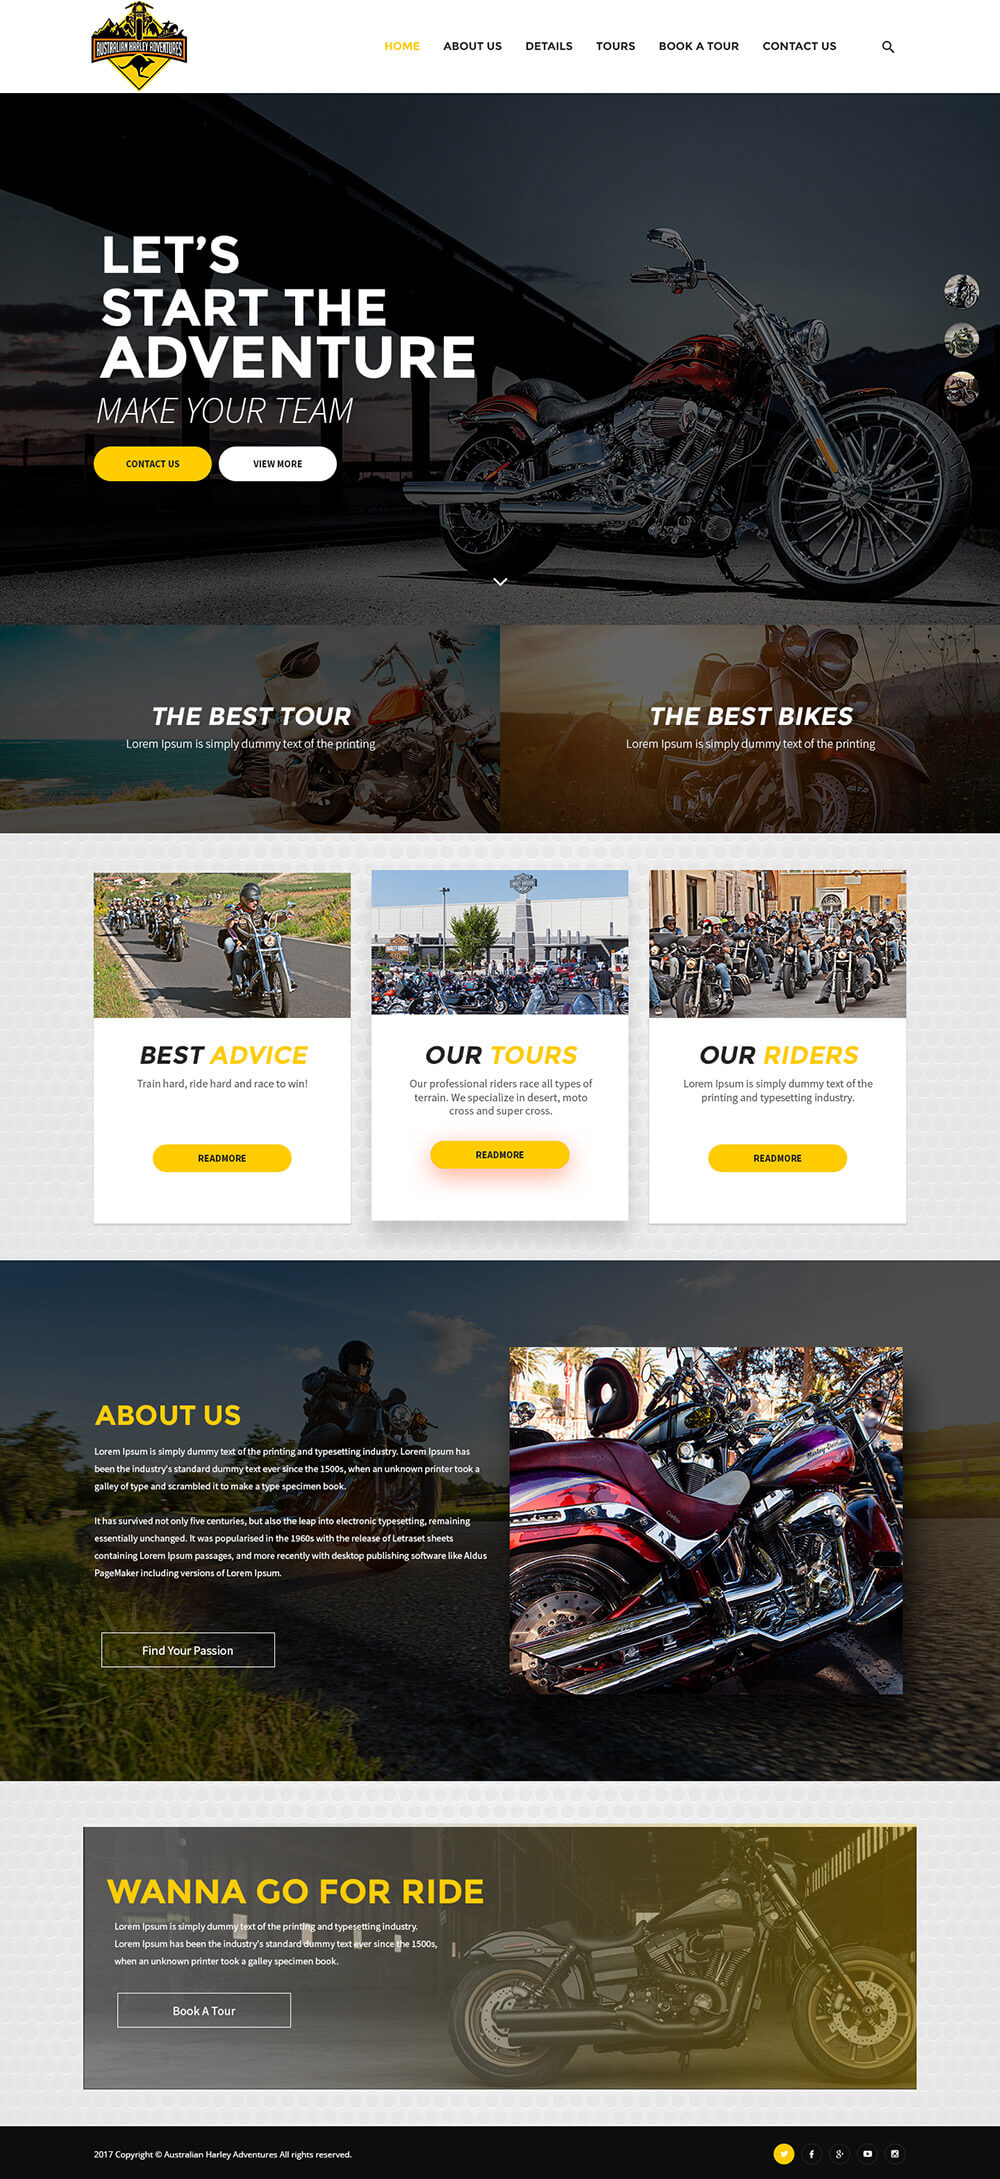 AUSTRALIAN HARLEY ADVENTURES
HOME ABOUT US DETAILS TOURS BOOK A TOUR CONTACT US
LET'S
START THE
ADVENTURE
MAKE YOUR TEAM
CONTACT US VIEW MORE
THE BEST TOUR
Lorem Ipsum is simply dummy text of the printing
THE BEST BIKES
Lorem Ipsum is simply dummy text of the printing
BEST ADVICE
Train hard, ride hard and race to win!
READMORE
OUR TOURS
Our professional riders race all types of
terrain. We specialize in desert, moto
cross and super cross.
READMORE
OUR RIDERS
Lorem Ipsum is simply dummy text of the
printing and typesetting industry.
READMORE
ABOUT US
Lorem Ipsum is simply dummy text of the printing and typesetting industry. Lorem Ipsum has
been the industry's standard dummy text ever since the 1500s, when an unknown printer took a
galley of type and scrambled it to make a type specimen book.
It has survived not only five centuries, but also the leap into electronic typesetting, remaining
essentially unchanged. It was popularised in the 1960s with the release of Letraset sheets
containing Lorem Ipsum passages, and more recently with desktop publishing software like Aldus
PageMaker including versions of Lorem Ipsum.
Find Your Passion
Harley-Davidson
WANNA GO FOR RIDE
Lorem Ipsum is simply dummy text of the printing and typesetting industry.
Lorem Ipsum has been the industry's standard dummy text ever since the 1500s,
when an unknown printer took a galley specimen book.
Book A Tour
2017 Copyright © Australian Harley Adventures All rights reserved.